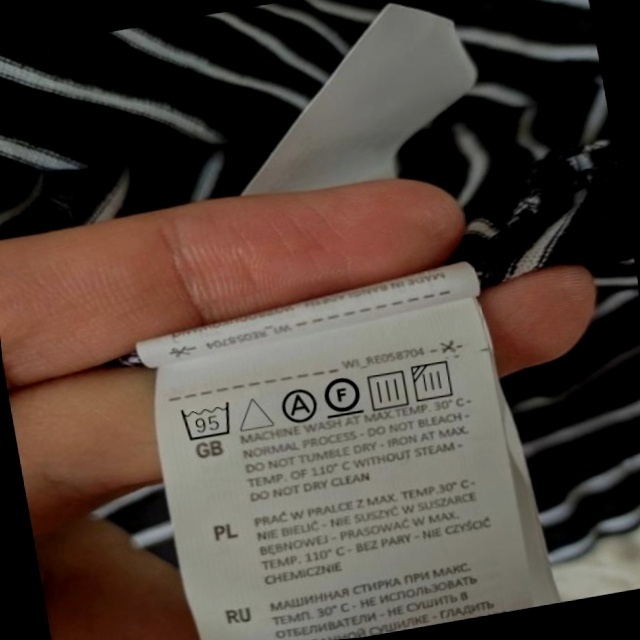 WI_RE058704
WI_RE058704
95 A F
GB MACHINE WASH AT MAX.TEMP. 30° C -
NORMAL PROCESS - DO NOT BLEACH -
DO NOT TUMBLE DRY - IRON AT MAX.
TEMP. OF 110° C WITHOUT STEAM -
DO NOT DRY CLEAN
PL PRAĆ W PRALCE Z MAX. TEMP.30° C -
NIE BIELIĆ - NIE SUSZYĆ W SUSZARCE
BĘBNOWEJ - PRASOWAĆ W MAX.
TEMP. 110° C - BEZ PARY - NIE CZYŚCIĆ
CHEMICZNIE
RU МАШИННАЯ СТИРКА ПРИ МАКС.
ТЕМП. 30° С - НЕ ИСПОЛЬЗОВАТЬ
ОТБЕЛИВАТЕЛИ - НЕ СУШИТЬ В
СУШИЛКЕ - ГЛАДИТЬ